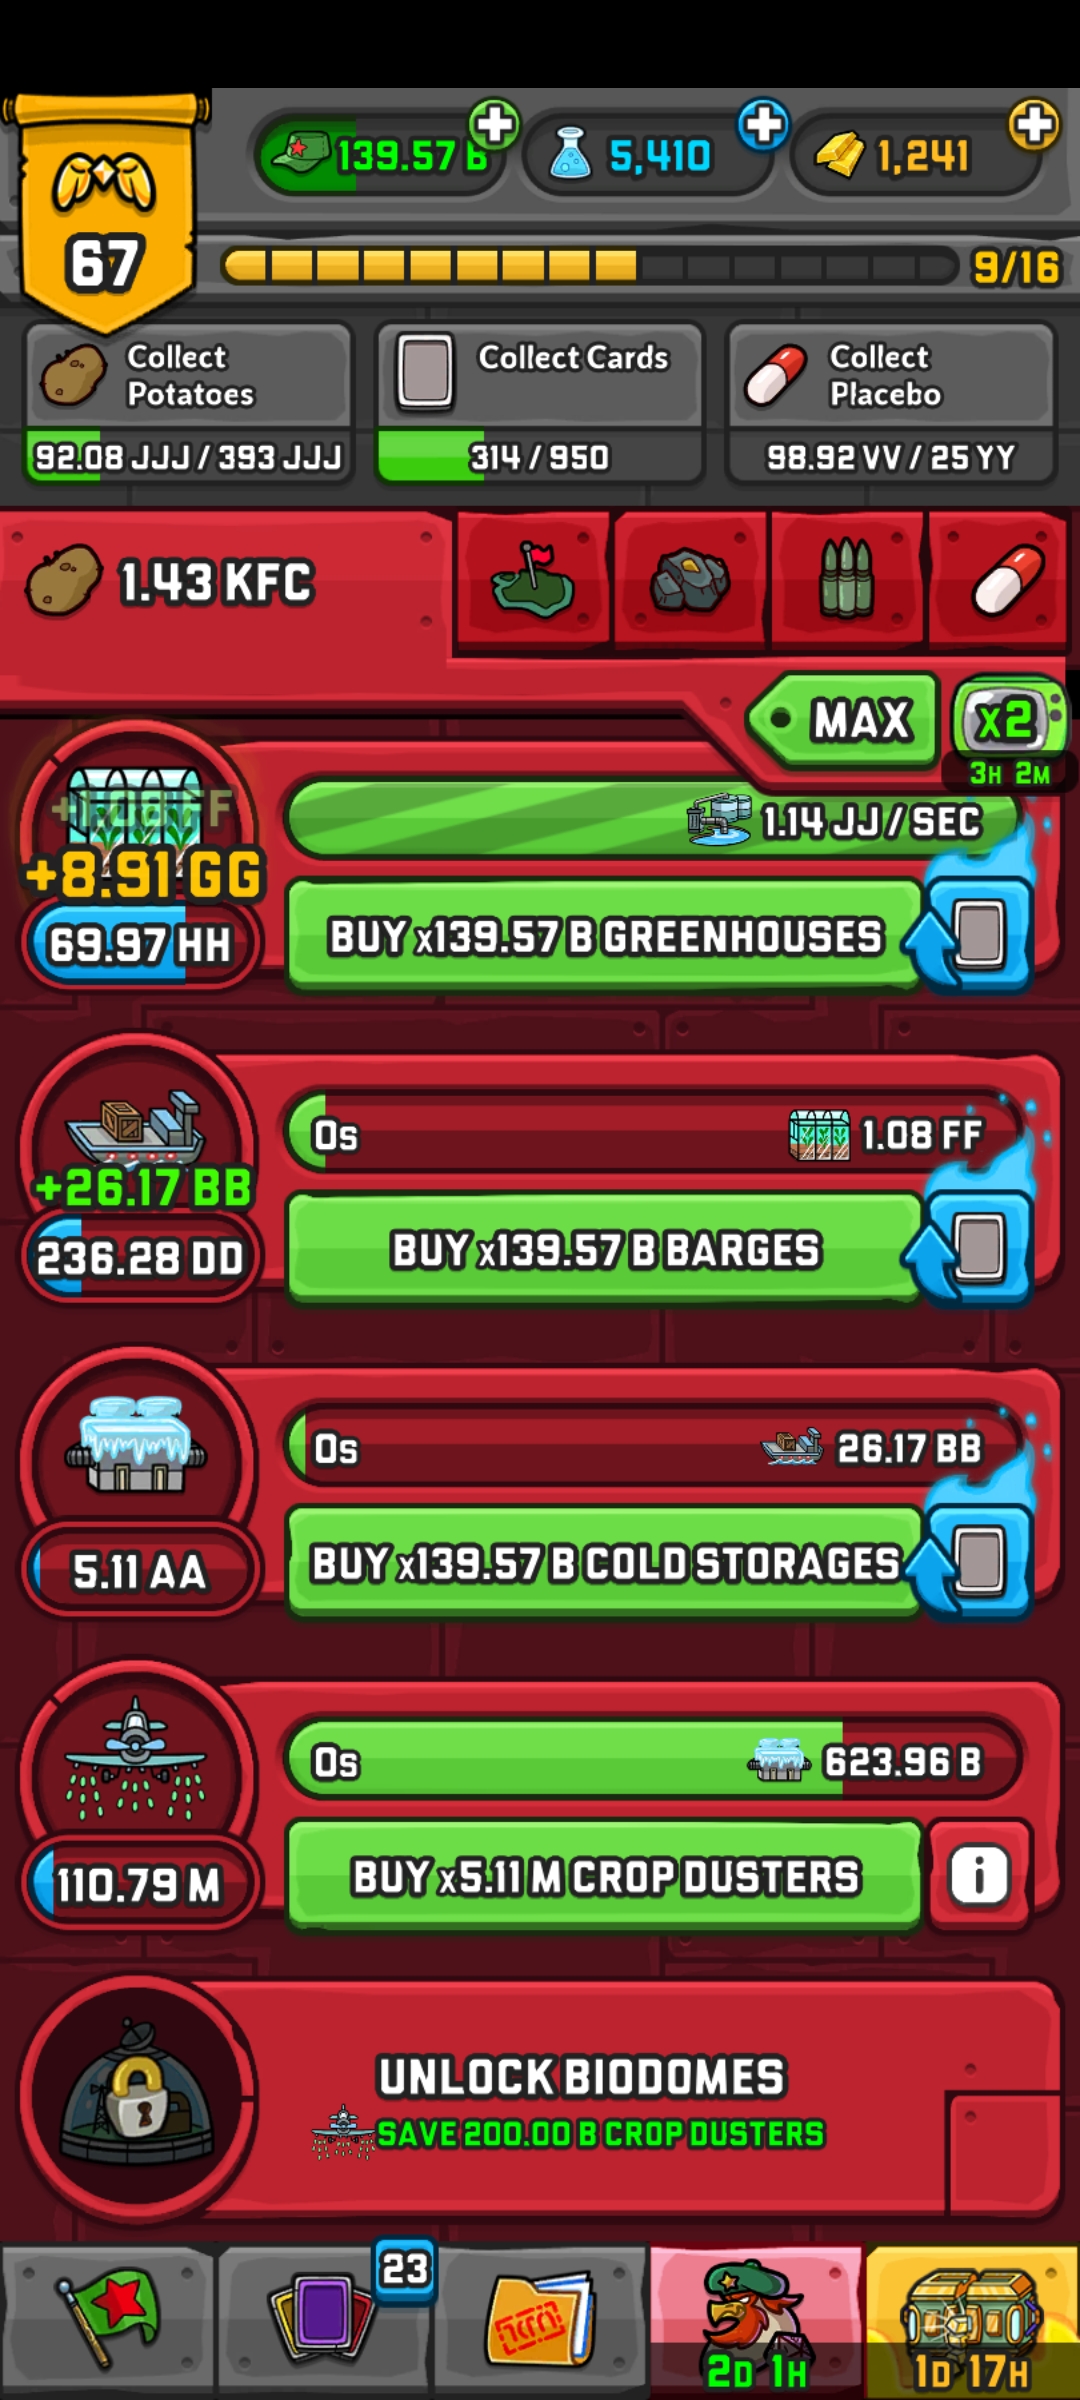 139.57 B
5,410
1,241
67
9/16
Collect
Potatoes
Collect Cards
Collect
Placebo
92.08 JJJ / 393 JJJ
314 / 950
98.92 VV / 25 YY
1.43 KFC
MAX
x2
3H 2M
+1.08 FF
+8.91 GG
69.97 HH
1.14 JJ / SEC
BUY x139.57 B GREENHOUSES
+26.17 BB
236.28 DD
0s
1.08 FF
BUY x139.57 B BARGES
5.11 AA
0s
26.17 BB
BUY x139.57 B COLD STORAGES
110.79 M
0s
623.96 B
BUY x5.11 M CROP DUSTERS
i
UNLOCK BIODOMES
SAVE 200.00 B CROP DUSTERS
23
2D 1H
1D 17H